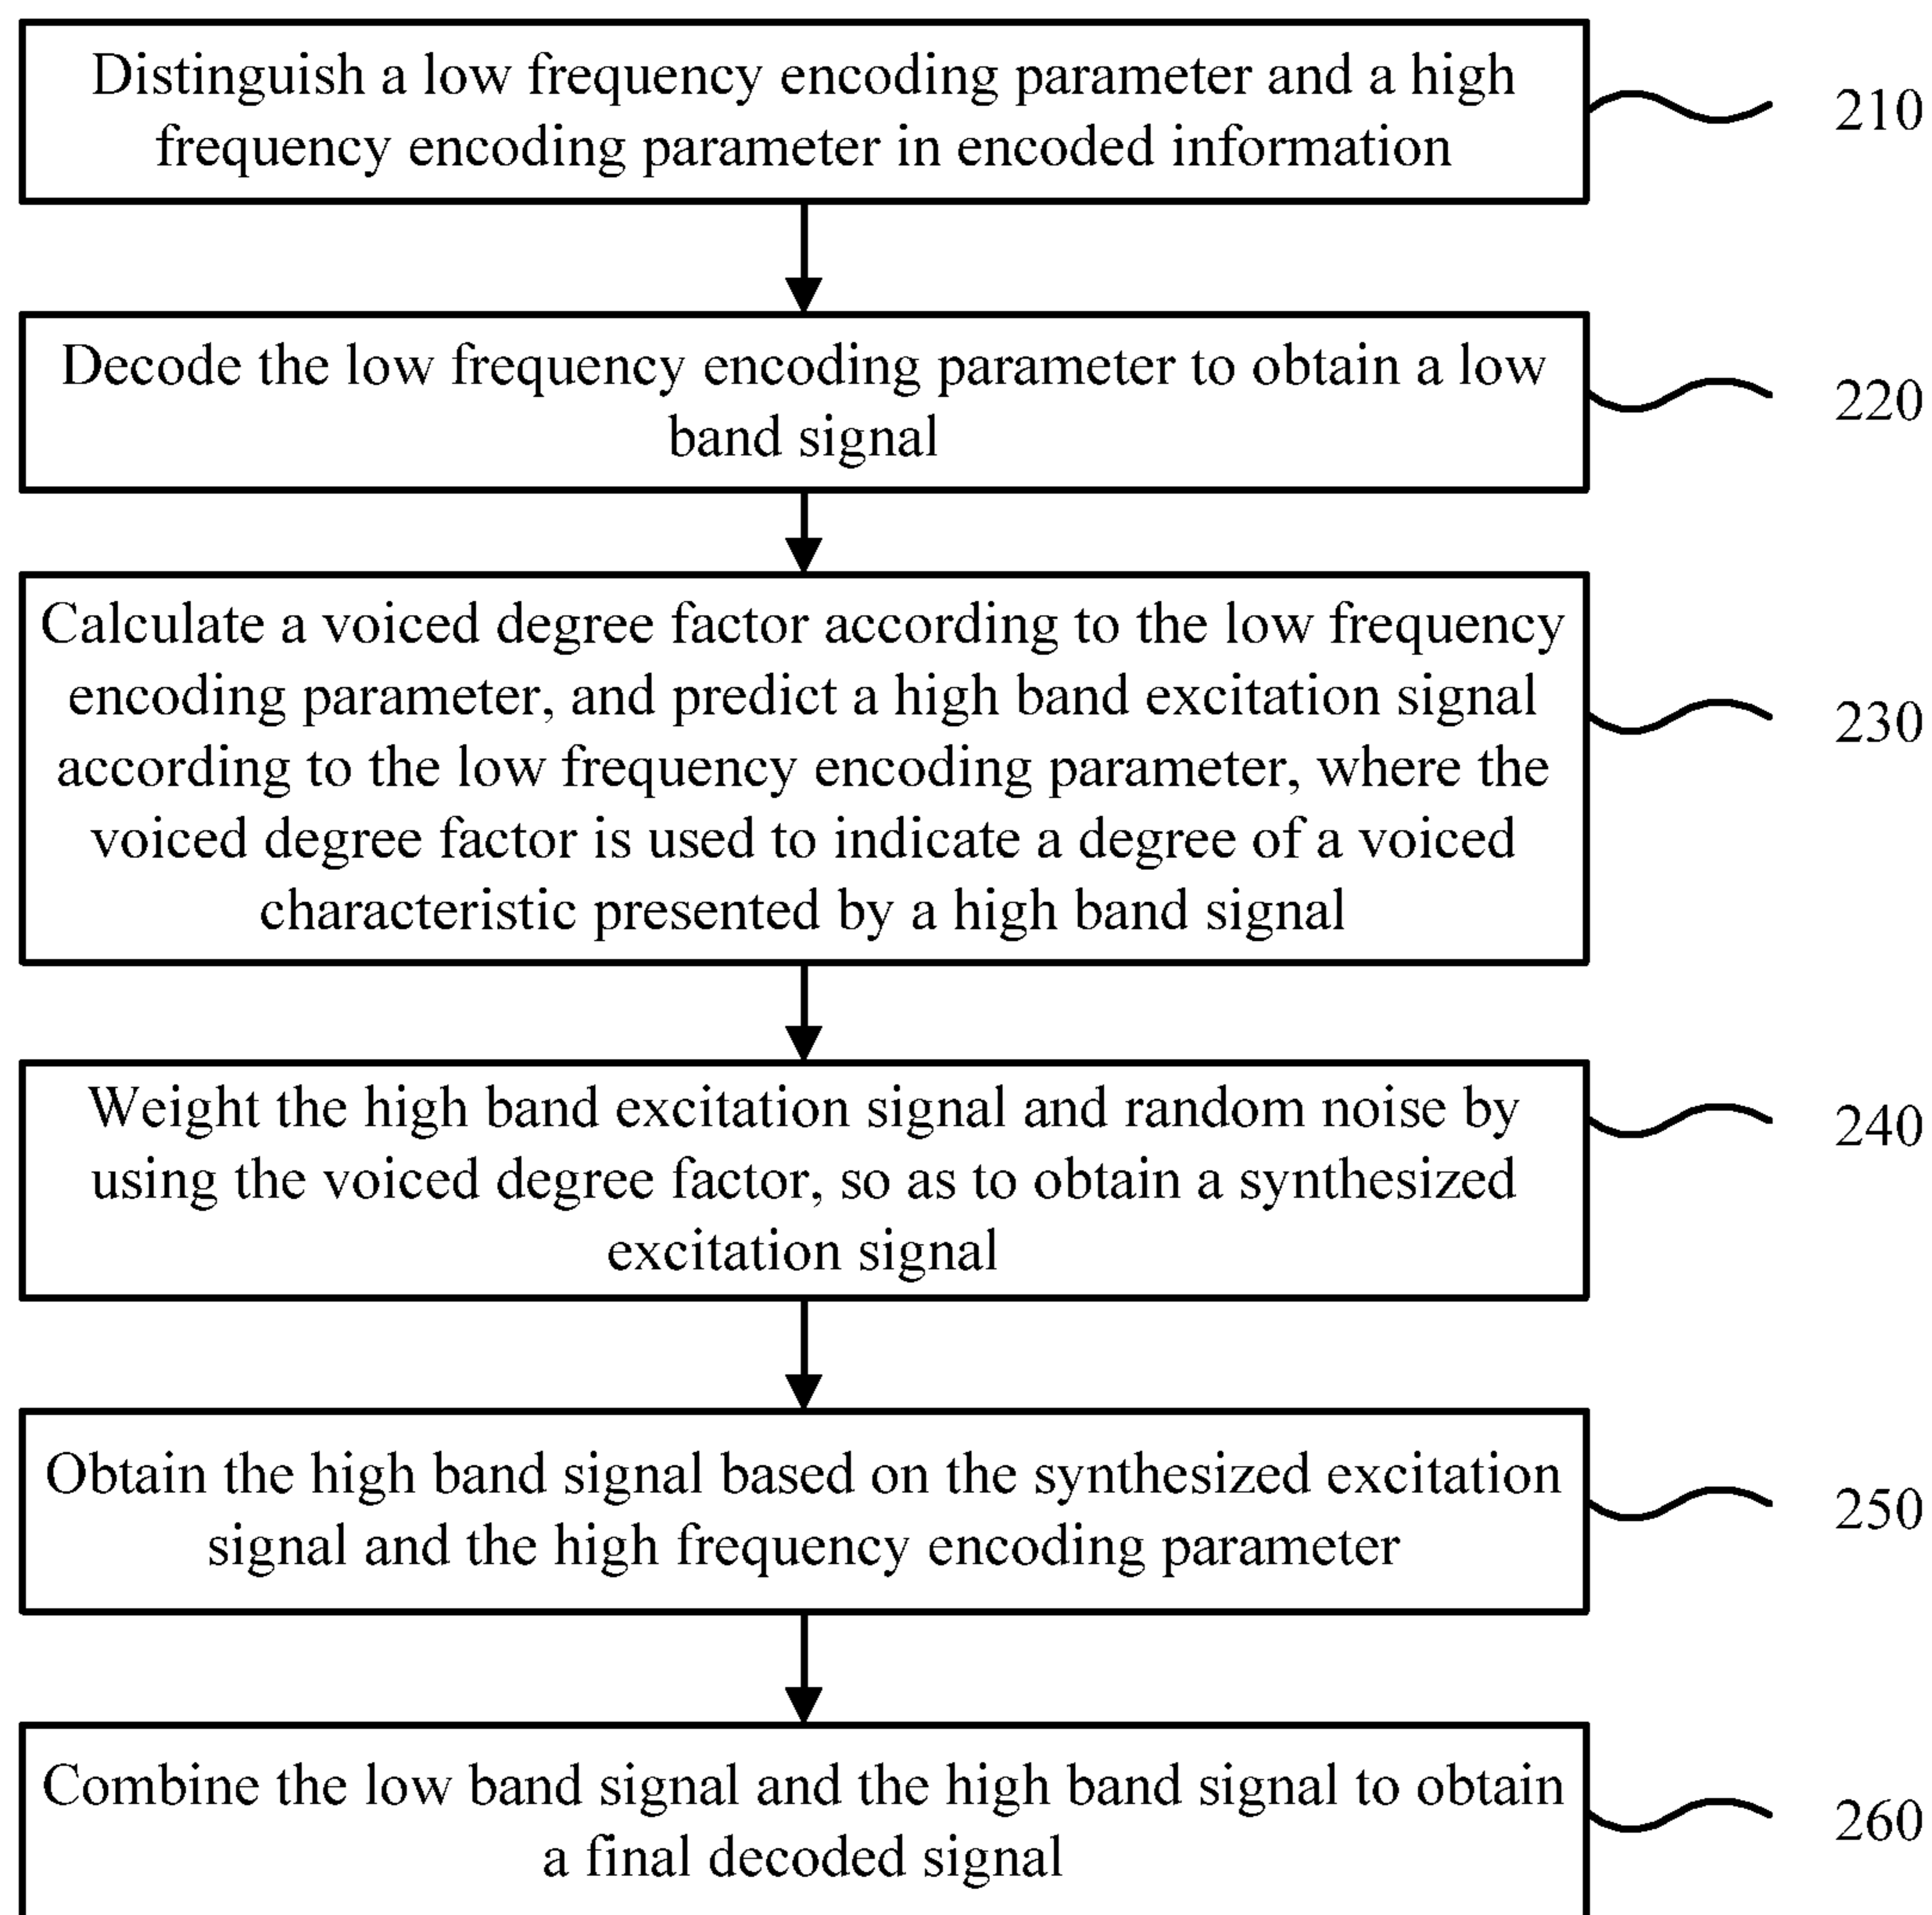 Distinguish a low frequency encoding parameter and a high
frequency encoding parameter in encoded information
210
Decode the low frequency encoding parameter to obtain a low
band signal
220
Calculate a voiced degree factor according to the low frequency
encoding parameter, and predict a high band excitation signal
according to the low frequency encoding parameter, where the
voiced degree factor is used to indicate a degree of a voiced
characteristic presented by a high band signal
230
Weight the high band excitation signal and random noise by
using the voiced degree factor, so as to obtain a synthesized
excitation signal
240
Obtain the high band signal based on the synthesized excitation
signal and the high frequency encoding parameter
250
Combine the low band signal and the high band signal to obtain
a final decoded signal
260